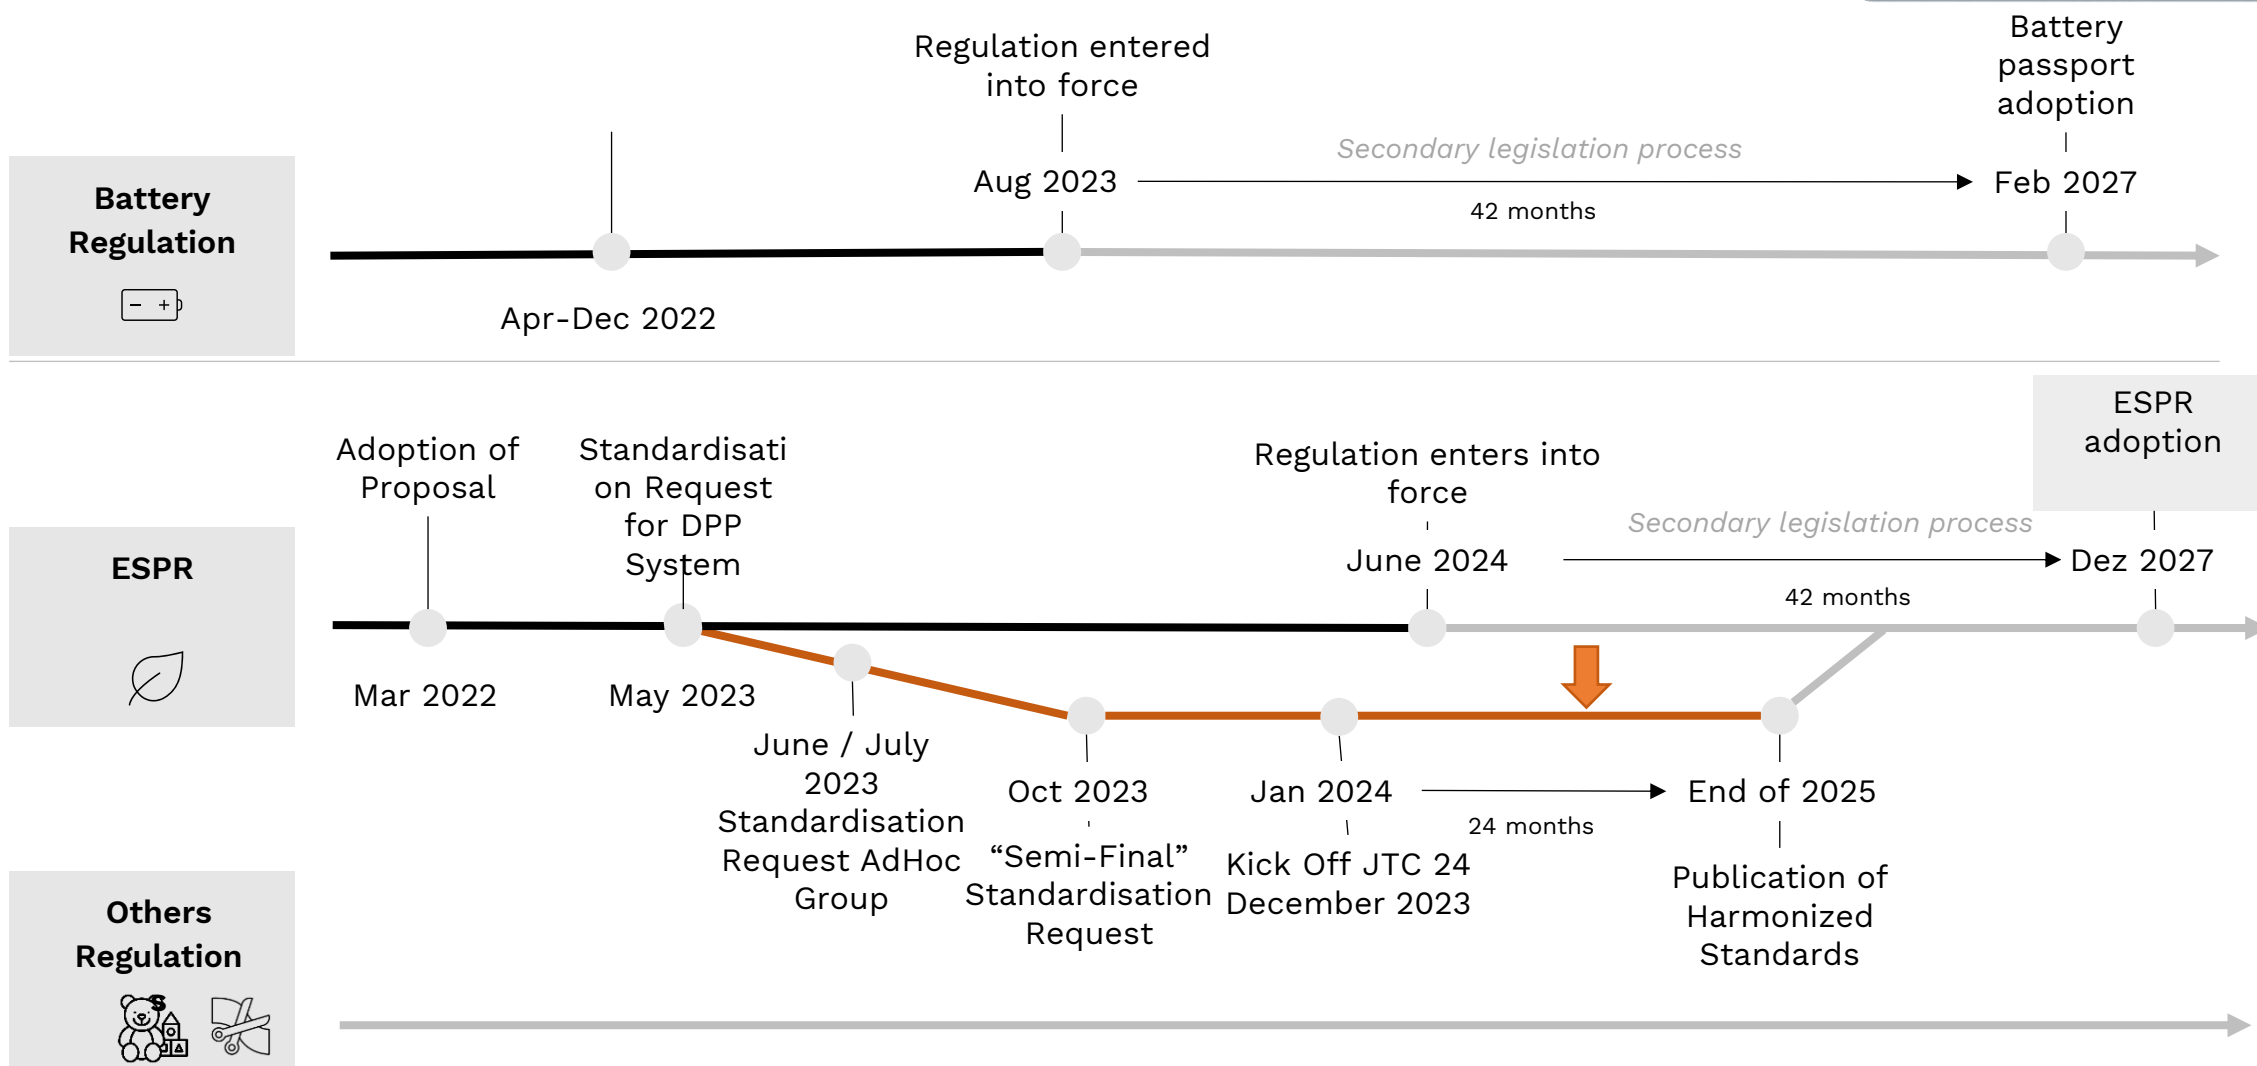 Regulation entered
into force
Battery
passport
adoption
Secondary legislation process
Aug 2023
Feb 2027
42 months
Battery
Regulation
- +
Apr-Dec 2022
ESPR
adoption
Adoption of
Proposal
Standardisati
on Request
for DPP
System
Regulation enters into
force
Secondary legislation process
June 2024
Dez 2027
42 months
ESPR
Mar 2022
May 2023
June / July
2023
Standardisation
Request AdHoc
Group
Oct 2023
“Semi-Final”
Standardisation
Request
Jan 2024
24 months
Kick Off JTC 24
December 2023
End of 2025
Publication of
Harmonized
Standards
Others
Regulation
S